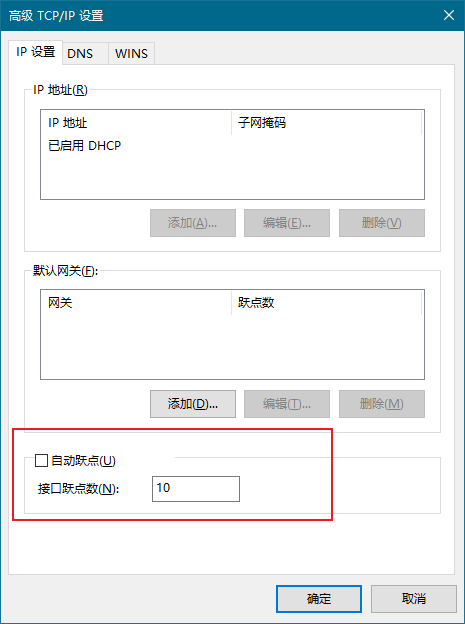 高级 TCP/IP 设置
IP 设置 DNS WINS
IP 地址(R)
IP 地址 子网掩码
已启用 DHCP
添加(A)... 编辑(E)... 删除(V)
默认网关(F):
网关 跃点数
添加(D)... 编辑(T)... 删除(M)
自动跃点(U)
接口跃点数(N): 10
确定 取消